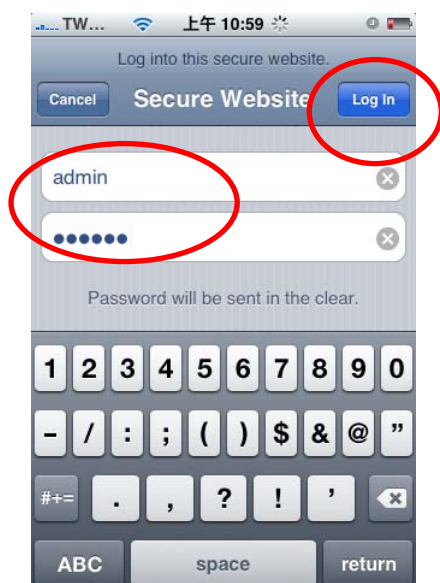 TW... 上午 10:59
Log into this secure website.
Cancel Secure Website Log In
admin
●●●●●●
Password will be sent in the clear.
1 2 3 4 5 6 7 8 9 0
- / : ; ( ) $ & @ ”
#+= . , ? ! ’
ABC space return